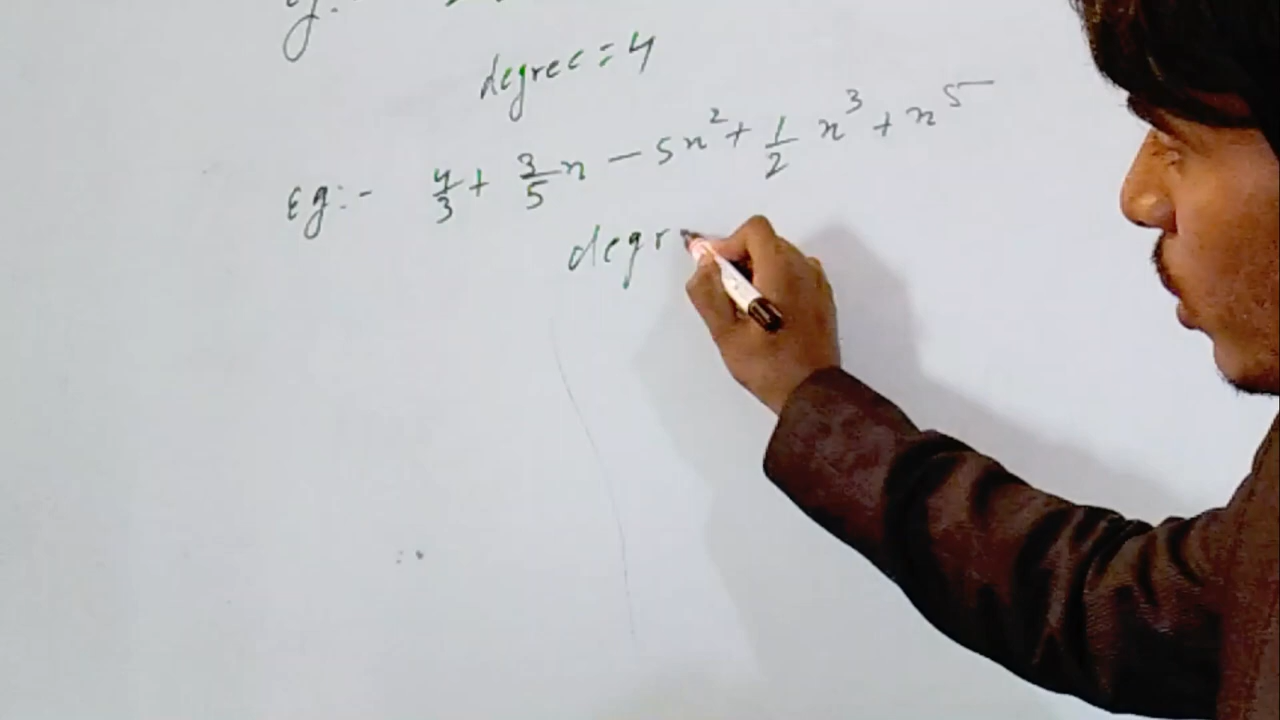 degree = 4
Eg:- 4/3 + 3/5 x - 5x² + 1/2 x³ + x⁵
degr